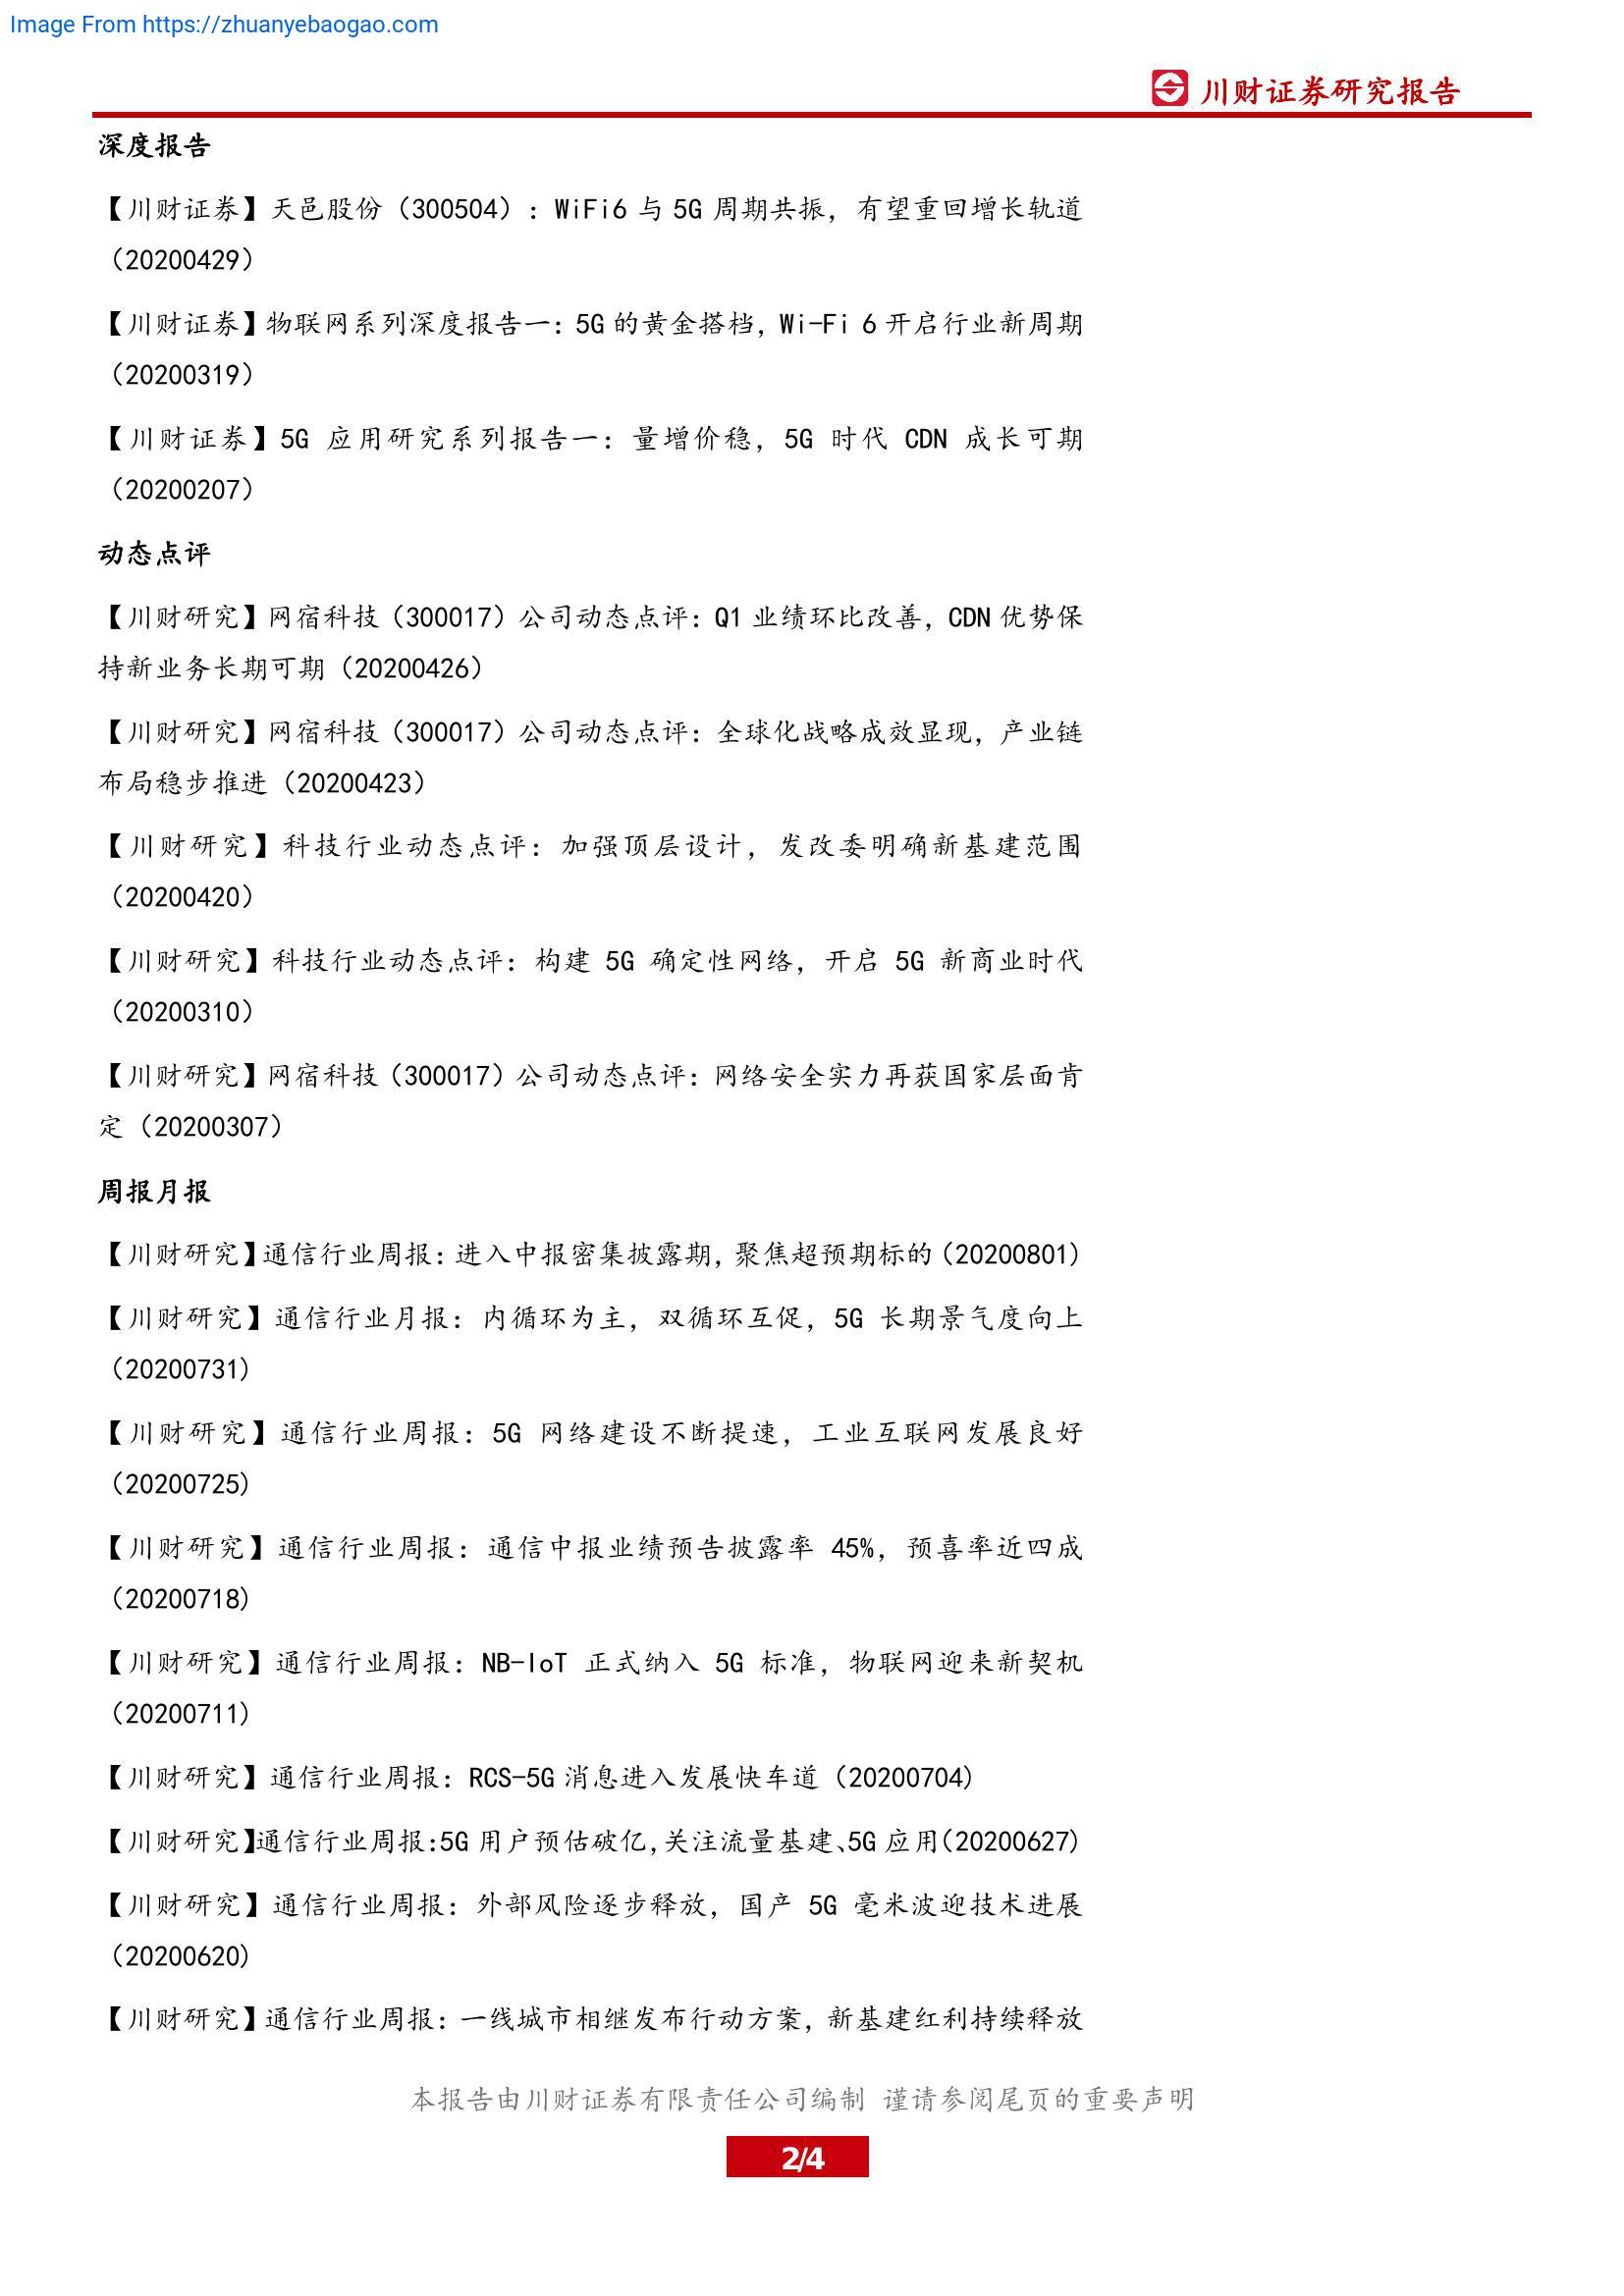 Image From https://zhuanyebaogao.com
川财证券研究报告
深度报告
【川财证券】天邑股份（300504）：WiFi6 与 5G 周期共振，有望重回增长轨道
（20200429）
【川财证券】物联网系列深度报告一：5G 的黄金搭档，Wi-Fi 6 开启行业新周期
（20200319）
【川财证券】5G 应用研究系列报告一：量增价稳，5G 时代 CDN 成长可期
（20200207）
动态点评
【川财研究】网宿科技（300017）公司动态点评：Q1 业绩环比改善，CDN 优势保
持新业务长期可期（20200426）
【川财研究】网宿科技（300017）公司动态点评：全球化战略成效显现，产业链
布局稳步推进（20200423）
【川财研究】科技行业动态点评：加强顶层设计，发改委明确新基建范围
（20200420）
【川财研究】科技行业动态点评：构建 5G 确定性网络，开启 5G 新商业时代
（20200310）
【川财研究】网宿科技（300017）公司动态点评：网络安全实力再获国家层面肯
定（20200307）
周报月报
【川财研究】通信行业周报：进入中报密集披露期，聚焦超预期标的（20200801)
【川财研究】通信行业月报：内循环为主，双循环互促，5G 长期景气度向上
（20200731)
【川财研究】通信行业周报：5G 网络建设不断提速，工业互联网发展良好
（20200725)
【川财研究】通信行业周报：通信中报业绩预告披露率 45%，预喜率近四成
（20200718)
【川财研究】通信行业周报：NB-IoT 正式纳入 5G 标准，物联网迎来新契机
（20200711)
【川财研究】通信行业周报：RCS-5G 消息进入发展快车道（20200704)
【川财研究】通信行业周报：5G 用户预估破亿，关注流量基建、5G 应用（20200627)
【川财研究】通信行业周报：外部风险逐步释放，国产 5G 毫米波迎技术进展
（20200620)
【川财研究】通信行业周报：一线城市相继发布行动方案，新基建红利持续释放
本报告由川财证券有限责任公司编制 谨请参阅尾页的重要声明
2/4